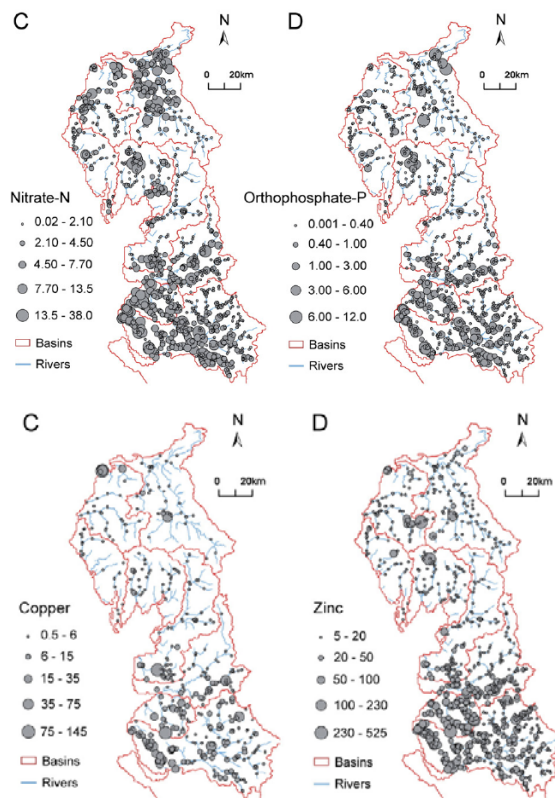 C
N
0 20km
Nitrate-N
0.02 - 2.10
2.10 - 4.50
4.50 - 7.70
7.70 - 13.5
13.5 - 38.0
Basins
Rivers
D
N
0 20km
Orthophosphate-P
0.001 - 0.40
0.40 - 1.00
1.00 - 3.00
3.00 - 6.00
6.00 - 12.0
Basins
Rivers
C
N
0 20km
Copper
0.5 - 6
6 - 15
15 - 35
35 - 75
75 - 145
Basins
Rivers
D
N
0 20km
Zinc
5 - 20
20 - 50
50 - 100
100 - 230
230 - 525
Basins
Rivers